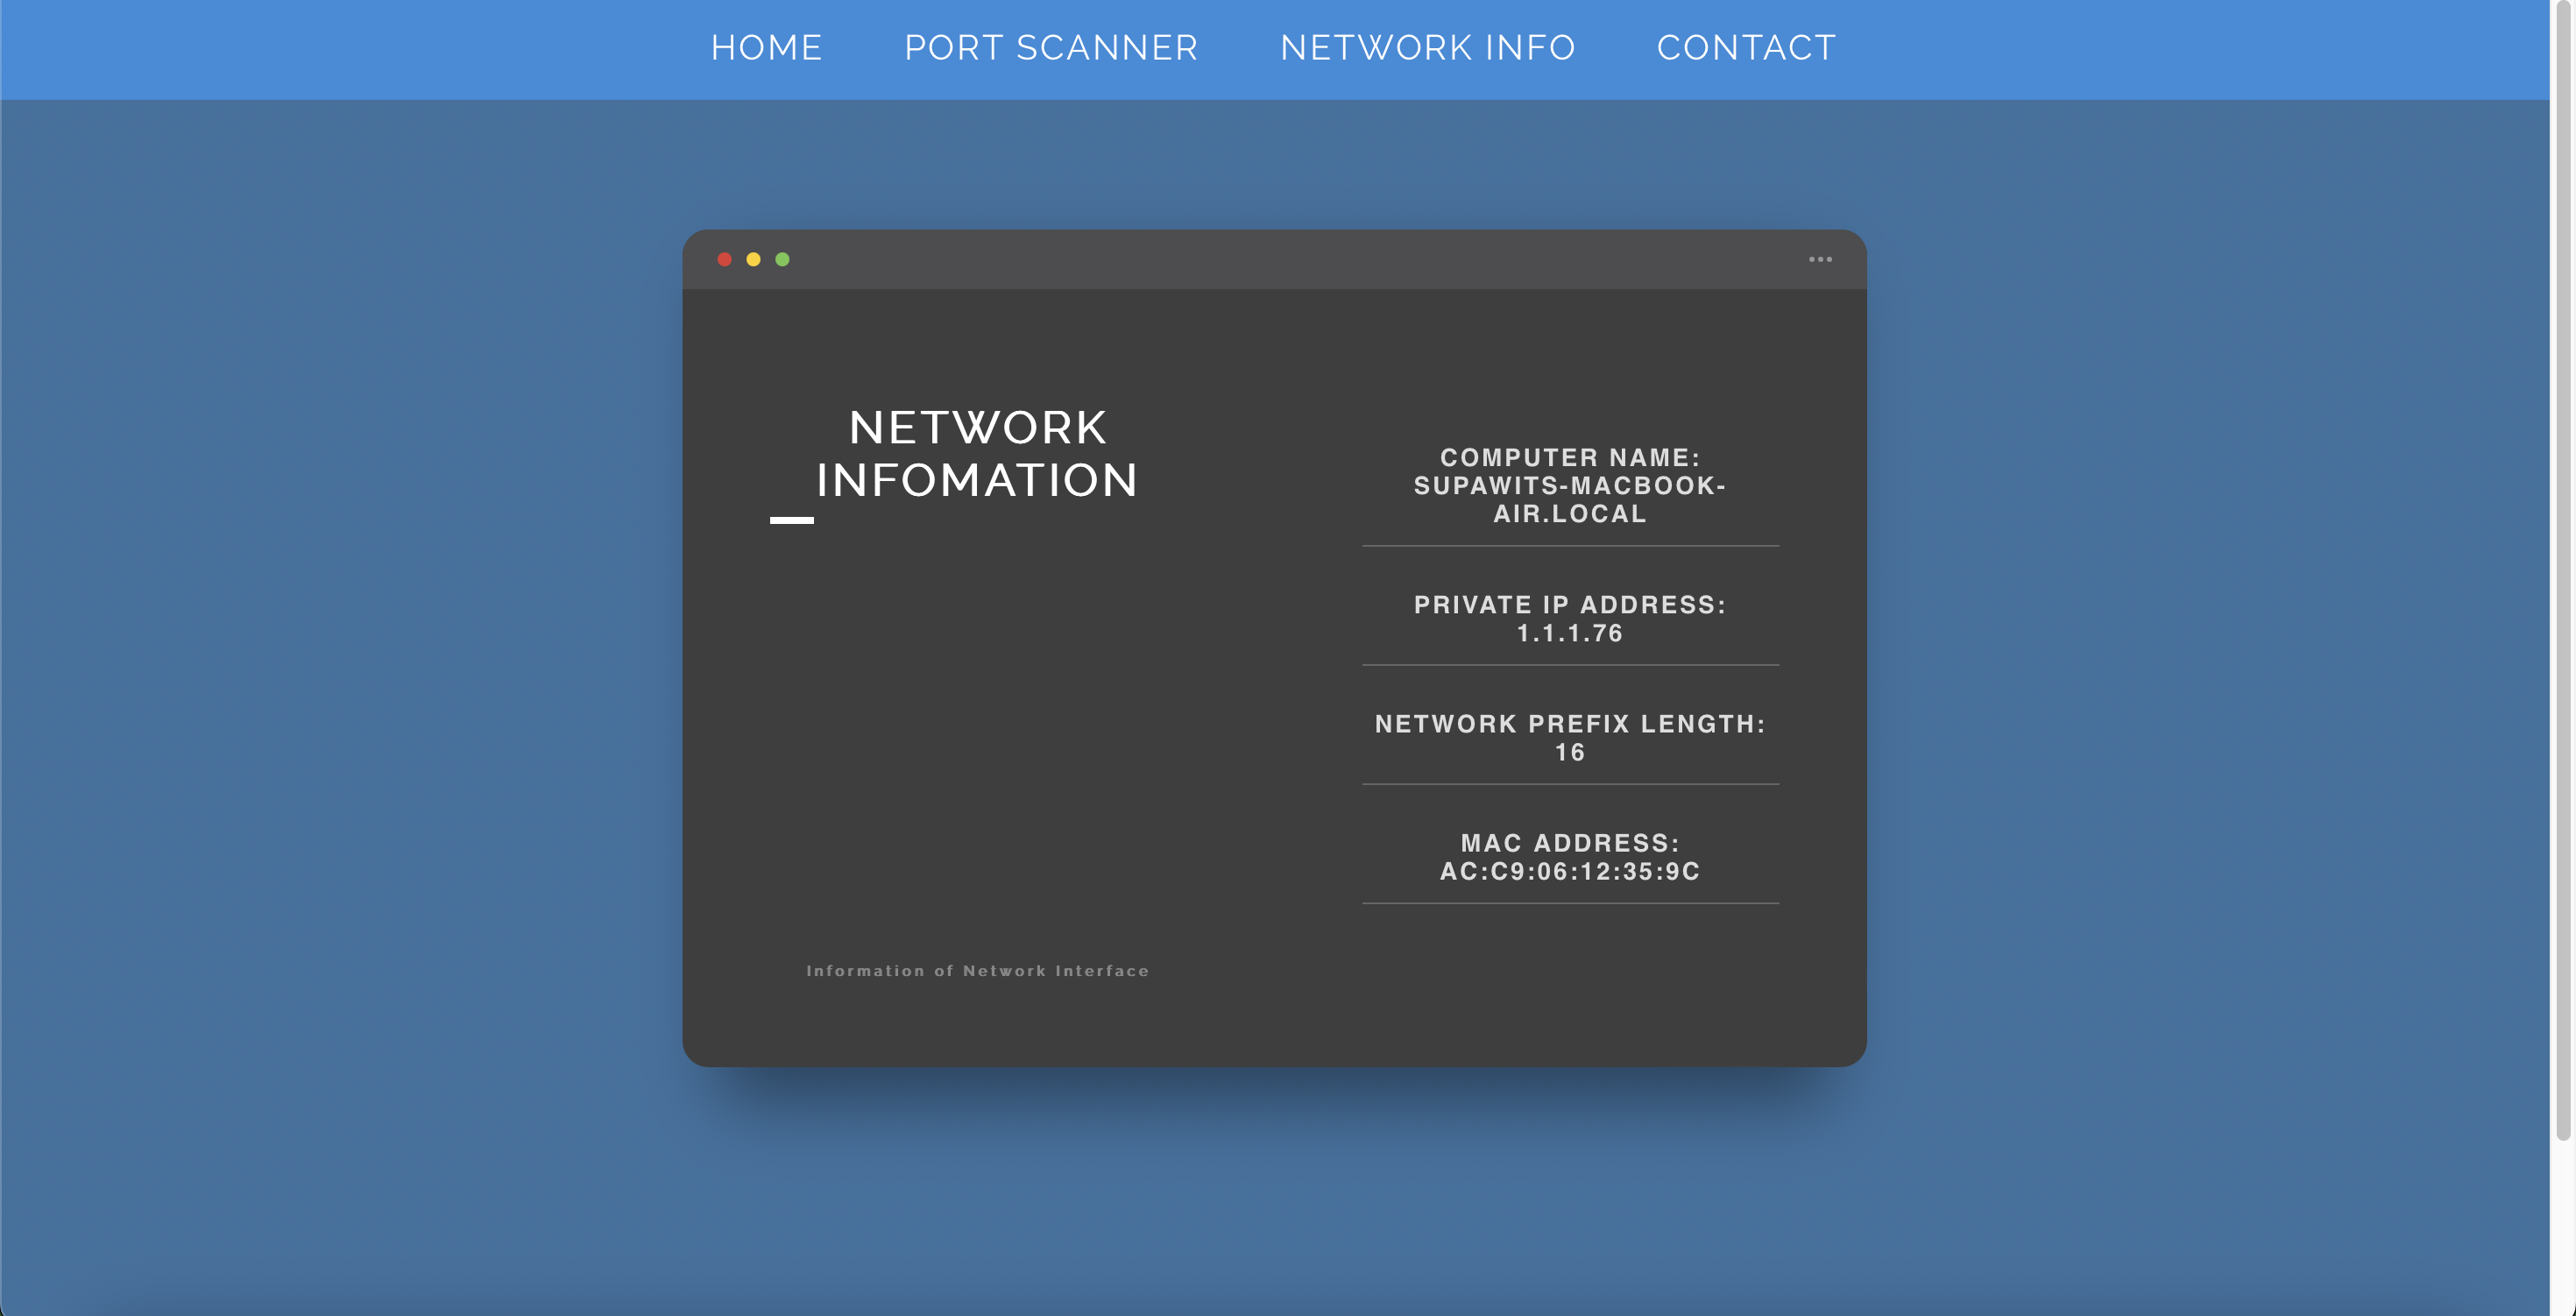 HOME PORT SCANNER NETWORK INFO CONTACT
NETWORK
INFOMATION
COMPUTER NAME:
SUPAWITS-MACBOOK-
AIR.LOCAL
PRIVATE IP ADDRESS:
1.1.1.76
NETWORK PREFIX LENGTH:
16
MAC ADDRESS:
AC:C9:06:12:35:9C
Information of Network Interface